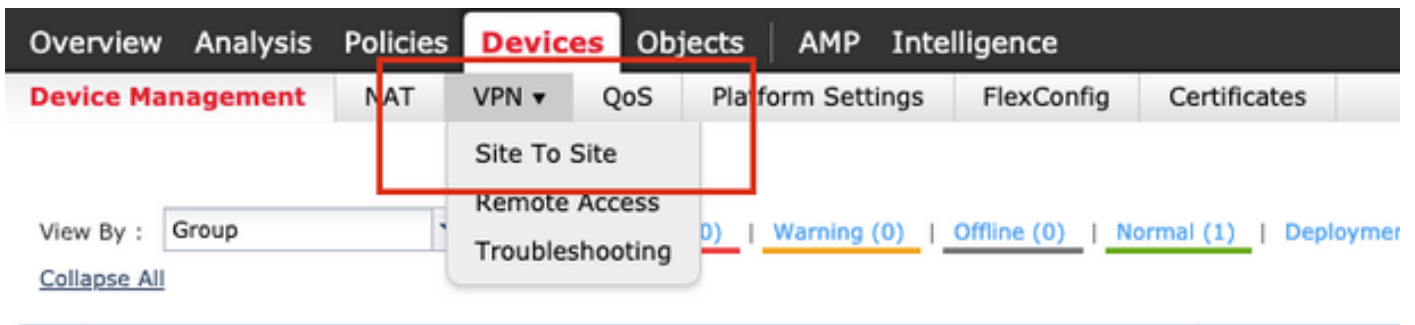 Overview Analysis Policies Devices Objects AMP Intelligence
Device Management NAT VPN ▾ QoS Platform Settings FlexConfig Certificates
Site To Site
Remote Access
Troubleshooting
View By : Group 0) | Warning (0) | Offline (0) | Normal (1) |
Collapse All